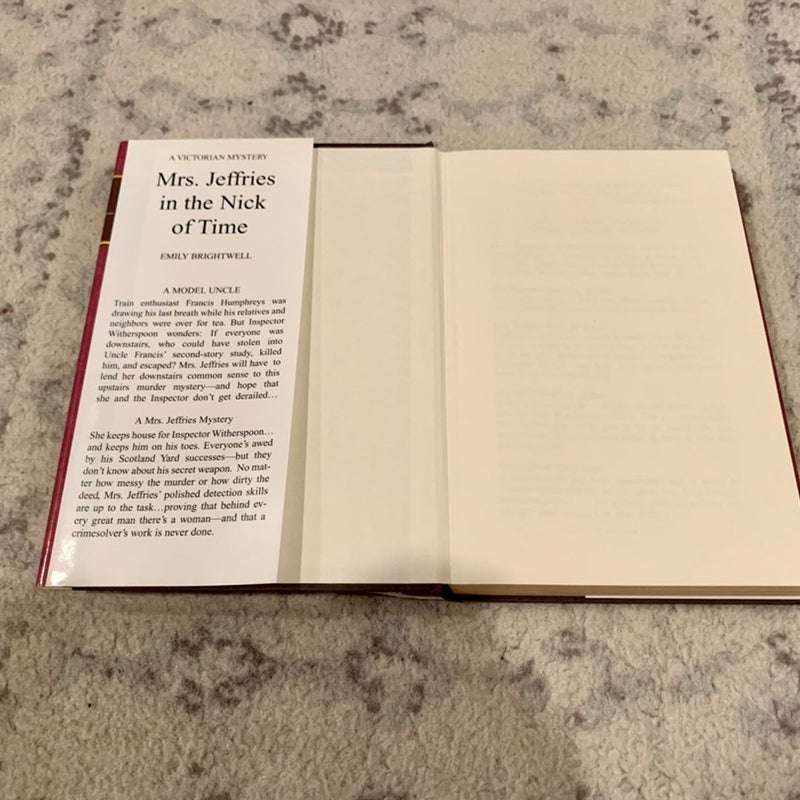 A VICTORIAN MYSTERY
Mrs. Jeffries
in the Nick
of Time
EMILY BRIGHTWELL
A MODEL UNCLE
Train enthusiast Francis Humphreys was
drawing his last breath while his relatives and
neighbors were over for tea. But Inspector
Witherspoon wonders: If everyone was
downstairs, who could have stolen into
Uncle Francis' second-story study, killed
him, and escaped? Mrs. Jeffries will have to
lend her downstairs common sense to this
upstairs murder mystery—and hope that
she and the Inspector don't get derailed…
A Mrs. Jeffries Mystery
She keeps house for Inspector Witherspoon…
and keeps him on his toes. Everyone's awed
by his Scotland Yard successes—but they
don't know about his secret weapon. No mat-
ter how messy the murder or how dirty the
deed, Mrs. Jeffries' polished detection skills
are up to the task…proving that behind ev-
ery great man there's a woman—and that a
crimesolver's work is never done.